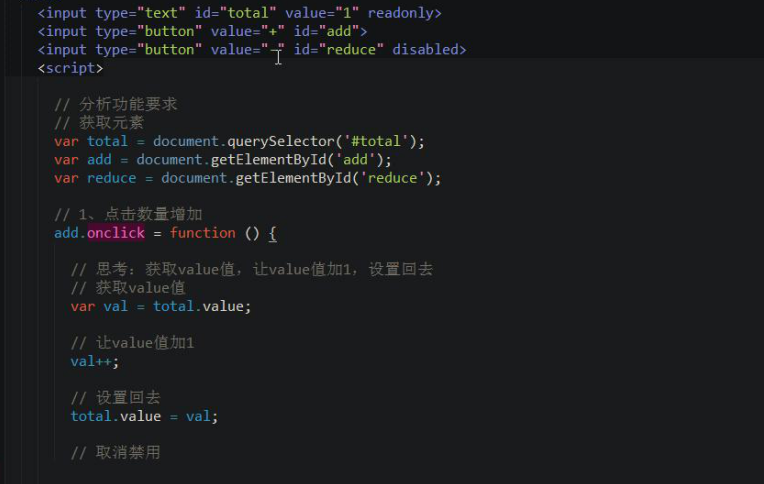 <input type="text" id="total" value="1" readonly>
<input type="button" value="+" id="add">
<input type="button" value="-" id="reduce" disabled>
<script>
// 分析功能要求
// 获取元素
var total = document.querySelector('#total');
var add = document.getElementById('add');
var reduce = document.getElementById('reduce');
// 1、点击数量增加
add.onclick = function () {
// 思考：获取value值，让value值加1，设置回去
// 获取value值
var val = total.value;
// 让value值加1
val++;
// 设置回去
total.value = val;
// 取消禁用